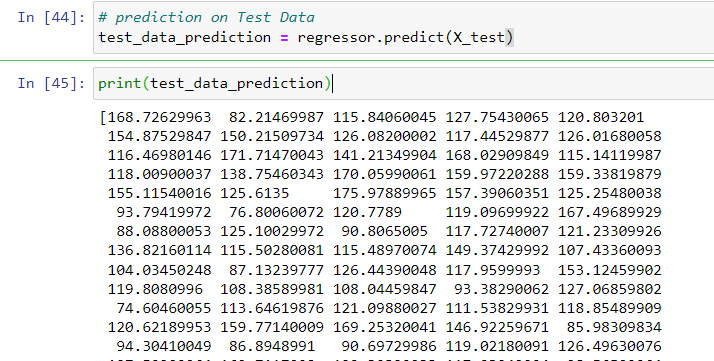 In [44]: # prediction on Test Data
test_data_prediction = regressor.predict(X_test)
In [45]: print(test_data_prediction)
[168.72629963 82.21469987 115.84060045 127.75430065 120.803201
154.87529847 150.21509734 126.08200002 117.44529877 126.01680058
116.46980146 171.71470043 141.21349904 168.02909849 115.14119987
118.00900037 138.75460343 170.05990061 159.97220288 159.33819879
155.11540016 125.6135 175.97889965 157.39060351 125.25480038
93.79419972 76.80060072 120.7789 119.09699922 167.49689929
88.08800053 125.10029972 90.8065005 117.72740007 121.23309926
136.82160114 115.50280081 115.48970074 149.37429992 107.43360093
104.03450248 87.13239777 126.44390048 117.9599993 153.12459902
119.8080996 108.38589981 108.04459847 93.38290062 127.06859802
74.60460055 113.64619876 121.09880027 111.53829931 118.85489909
120.62189953 159.77140009 169.25320041 146.92259671 85.98309834
94.30410049 86.8948991 90.69729986 119.02180091 126.49630076